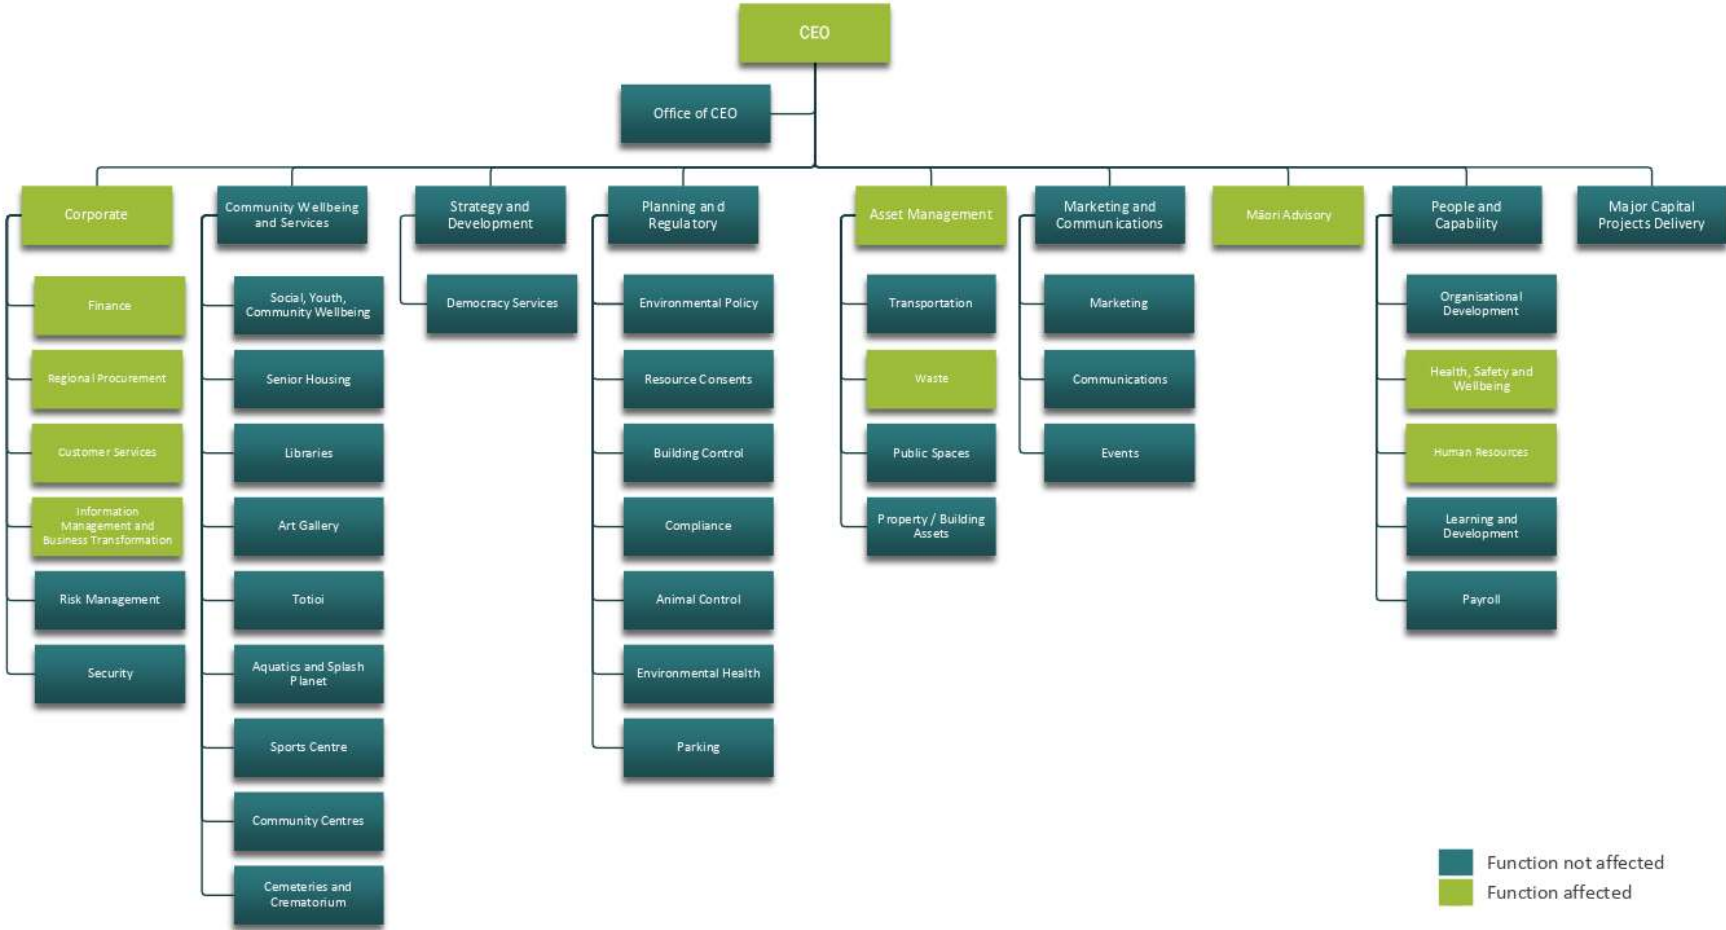 CEO
Office of CEO
Corporate
Community Wellbeing
and Services
Strategy and
Development
Planning and
Regulatory
Asset Management
Marketing and
Communications
Māori Advisory
People and
Capability
Major Capital
Projects Delivery
Finance
Regional Procurement
Customer Services
Information
Management and
Business Transformation
Risk Management
Security
Social, Youth,
Community Wellbeing
Senior Housing
Libraries
Art Gallery
Totioi
Aquatics and Splash
Planet
Sports Centre
Community Centres
Cemeteries and
Crematorium
Democracy Services
Environmental Policy
Resource Consents
Building Control
Compliance
Animal Control
Environmental Health
Parking
Transportation
Waste
Public Spaces
Property / Building
Assets
Marketing
Communications
Events
Organisational
Development
Health, Safety and
Wellbeing
Human Resources
Learning and
Development
Payroll
Function not affected
Function affected